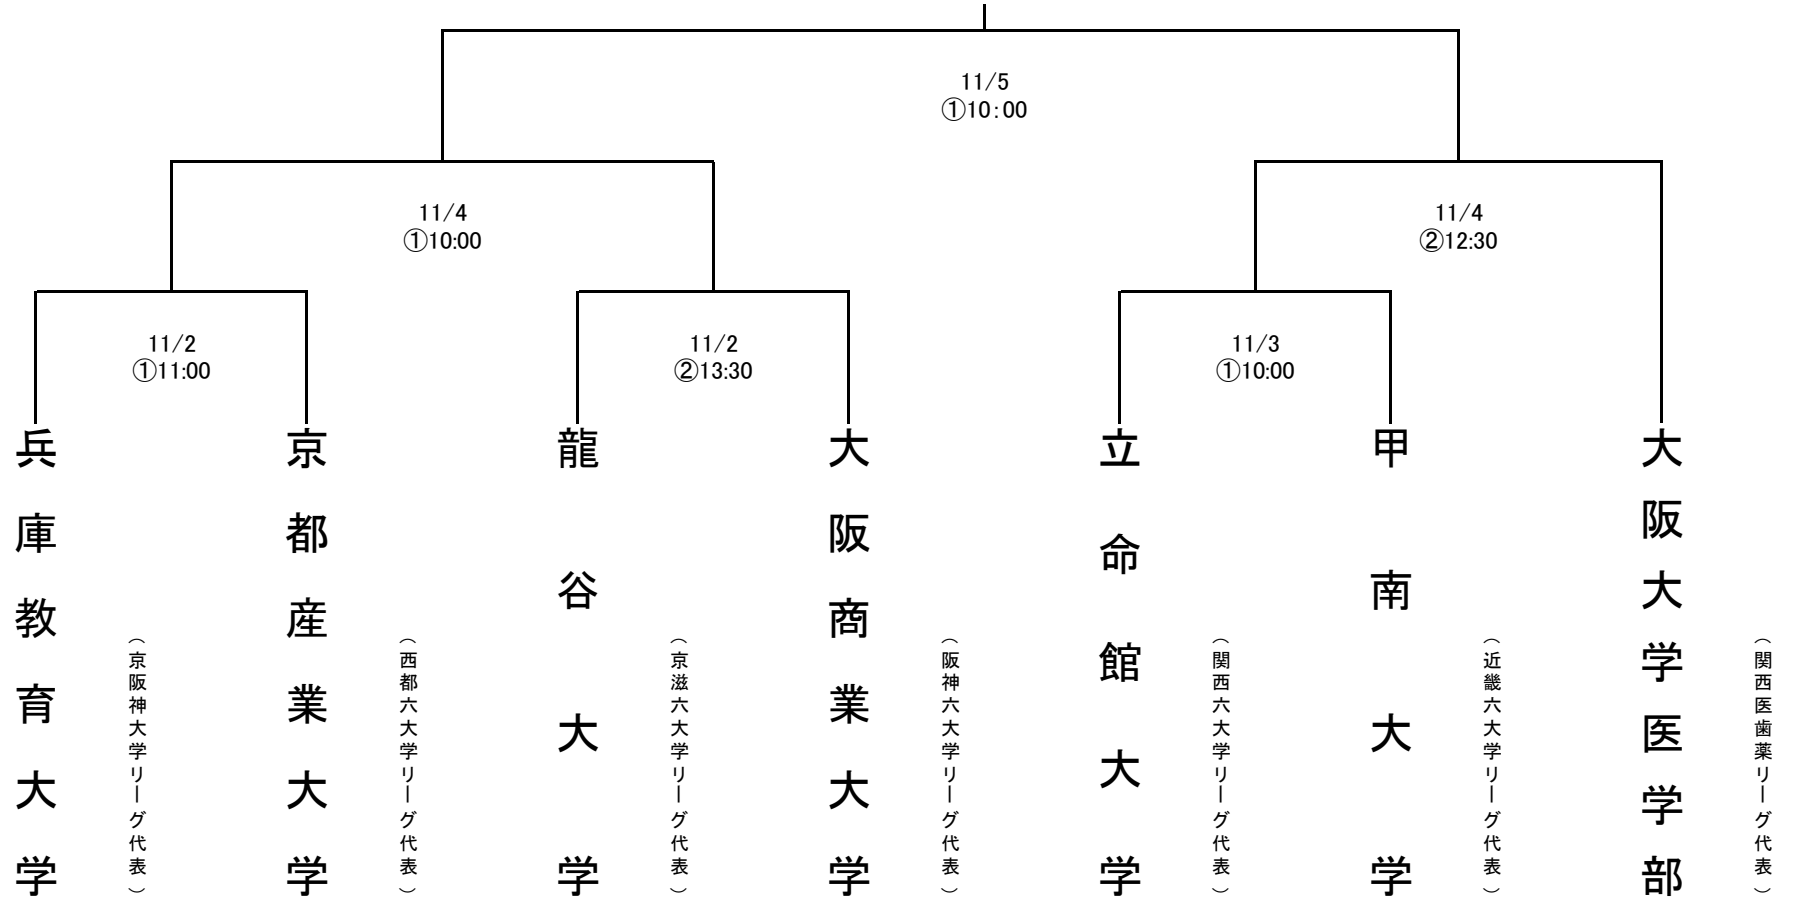 11/5
①10:00
11/4
①10:00
11/4
②12:30
11/2
①11:00
11/2
②13:30
11/3
①10:00
兵庫教育大学
（京阪神大学リーグ代表）
京都産業大学
（西都六大学リーグ代表）
龍谷大学
（京滋六大学リーグ代表）
大阪商業大学
（阪神六大学リーグ代表）
立命館大学
（関西六大学リーグ代表）
甲南大学
（近畿六大学リーグ代表）
大阪大学医学部
（関西医歯薬リーグ代表）